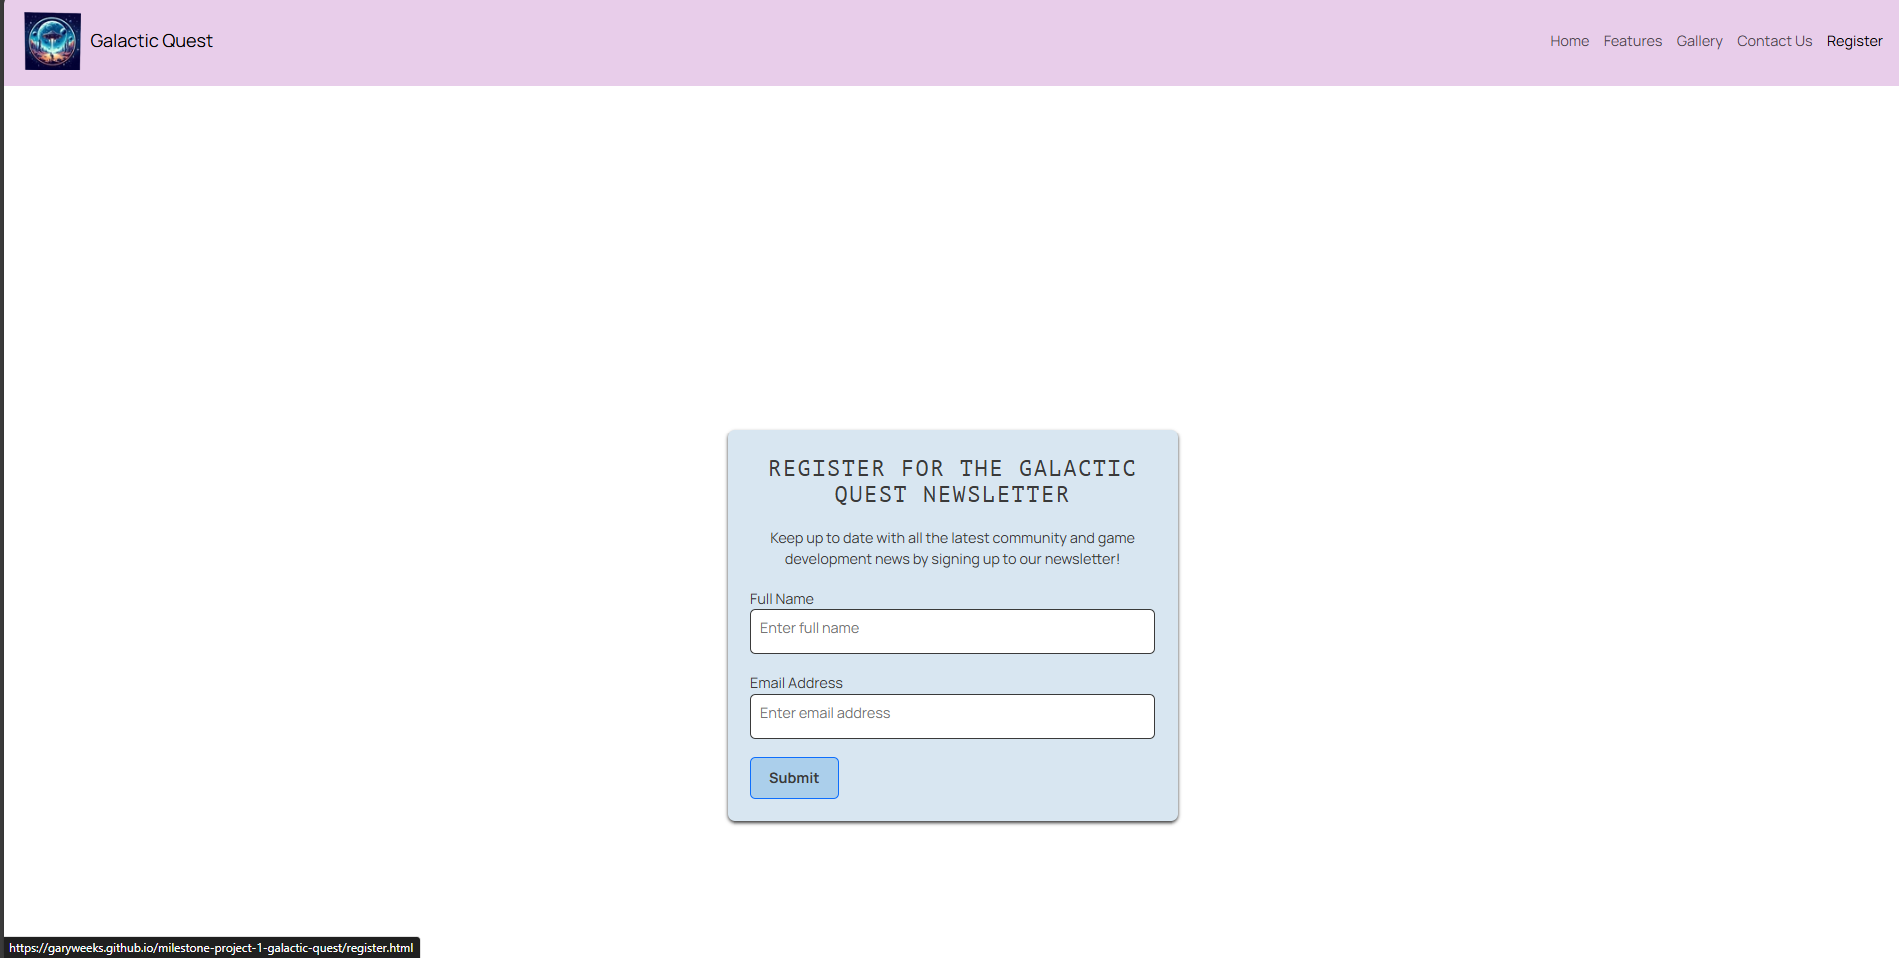 Galactic Quest
Home Features Gallery Contact Us Register
REGISTER FOR THE GALACTIC
QUEST NEWSLETTER
Keep up to date with all the latest community and game
development news by signing up to our newsletter!
Full Name
Enter full name
Email Address
Enter email address
Submit
https://garyweeks.github.io/milestone-project-1-galactic-quest/register.html